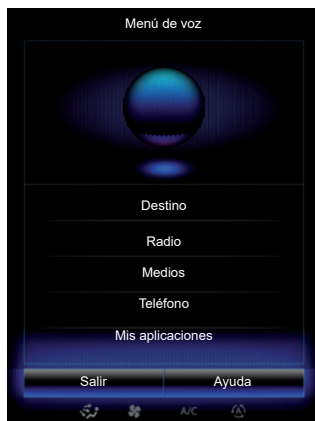 Menú de voz
Destino
Radio
Medios
Teléfono
Mis aplicaciones
Salir Ayuda
A/C